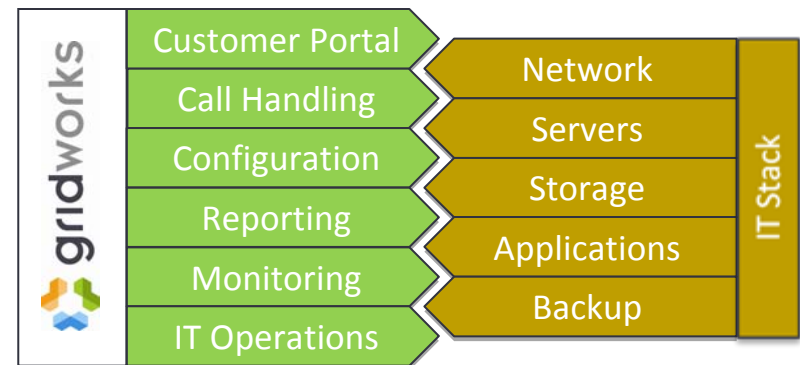 gridworks
Customer Portal
Call Handling
Configuration
Reporting
Monitoring
IT Operations
Network
Servers
Storage
Applications
Backup
IT Stack